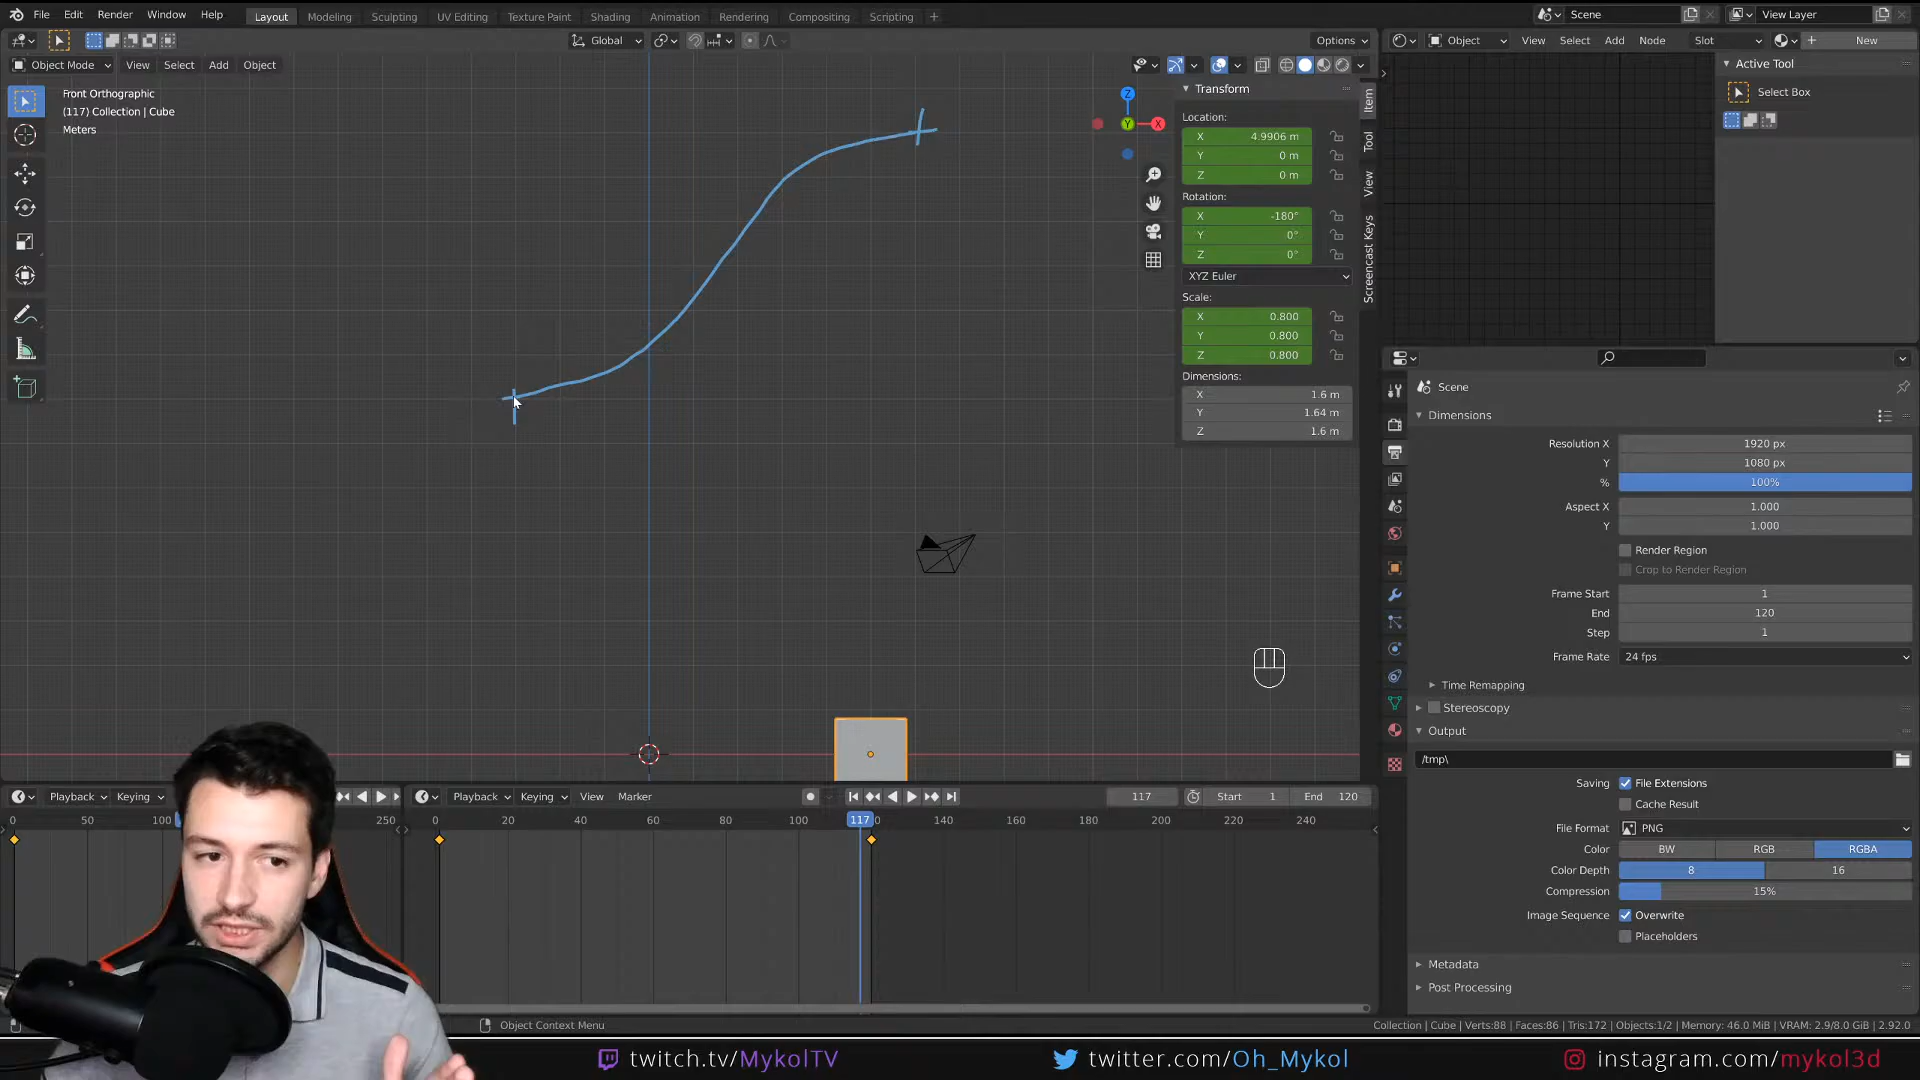 File Edit Render Window Help Layout Modeling Sculpting UV Editing Texture Paint Shading Animation Rendering Compositing Scripting + Scene View Layer
Global Options Object View Select Add Node Slot + New
Object Mode View Select Add Object
Front Orthographic
(117) Collection | Cube
Meters
Z
Y
X
Transform
Location:
X 4.9906 m
Y 0 m
Z 0 m
Rotation:
X -180°
Y 0°
Z 0°
XYZ Euler
Scale:
X 0.800
Y 0.800
Z 0.800
Dimensions:
X 1.6 m
Y 1.64 m
Z 1.6 m
Item
Tool
View
Screencast Keys
Active Tool
Select Box
Scene
Dimensions
Resolution X 1920 px
Y 1080 px
% 100%
Aspect X 1.000
Y 1.000
Render Region
Crop to Render Region
Frame Start 1
End 120
Step 1
Frame Rate 24 fps
Time Remapping
Stereoscopy
Output
/tmp\
Saving File Extensions
Cache Result
File Format PNG
Color BW RGB RGBA
Color Depth 8 16
Compression 15%
Image Sequence Overwrite
Placeholders
Metadata
Post Processing
Playback Keying Playback Keying View Marker 117 Start 1 End 120
0 50 100 250 0 20 40 60 80 100 117 0 140 160 180 200 220 240
Object Context Menu
Collection | Cube | Verts:88 | Faces:86 | Tris:172 | Objects:1/2 | Memory: 46.0 MiB | VRAM: 2.9/8.0 GiB | 2.92.0
twitch.tv/MykolTV twitter.com/Oh_Mykol instagram.com/mykol3d